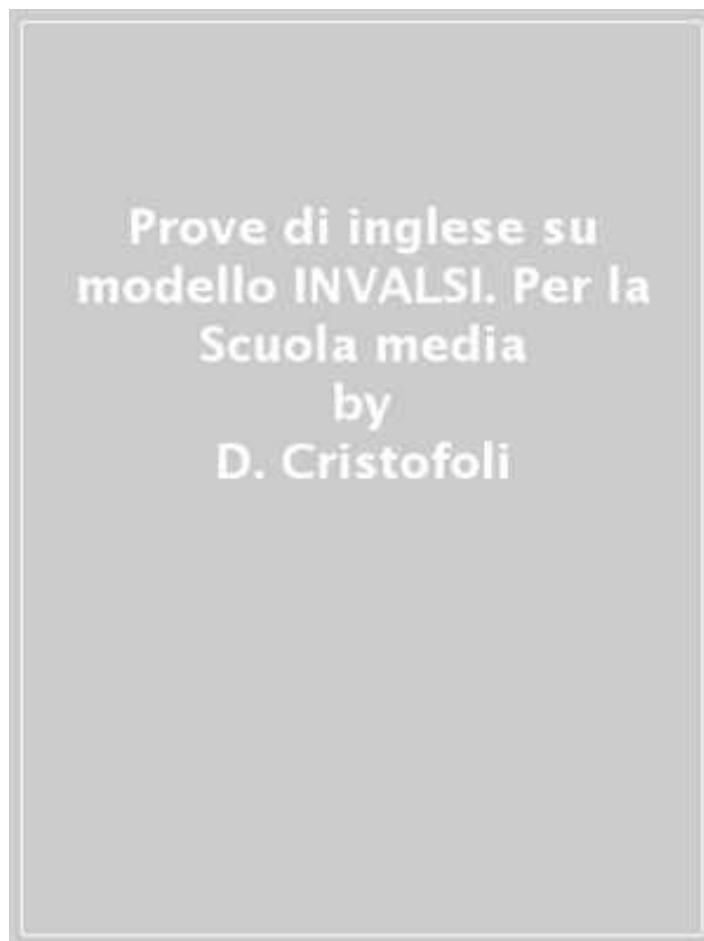 Prove di inglese su
modello INVALSI. Per la
Scuola media
by
D. Cristofoli